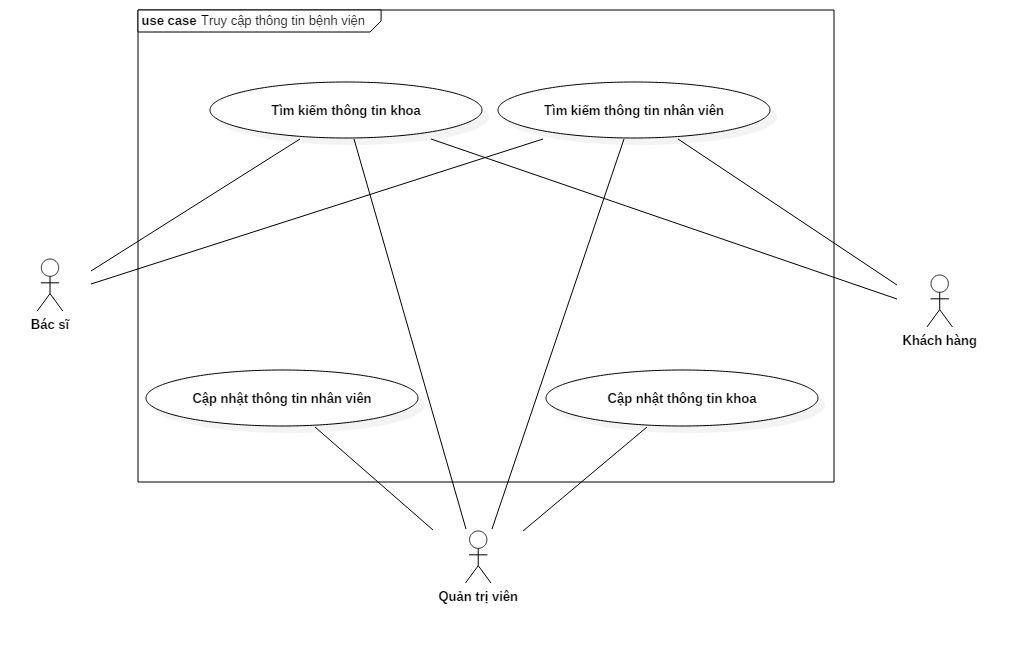 use case Truy cập thông tin bệnh viện
Tìm kiếm thông tin khoa
Tìm kiếm thông tin nhân viên
Bác sĩ
Khách hàng
Cập nhật thông tin nhân viên
Cập nhật thông tin khoa
Quản trị viên